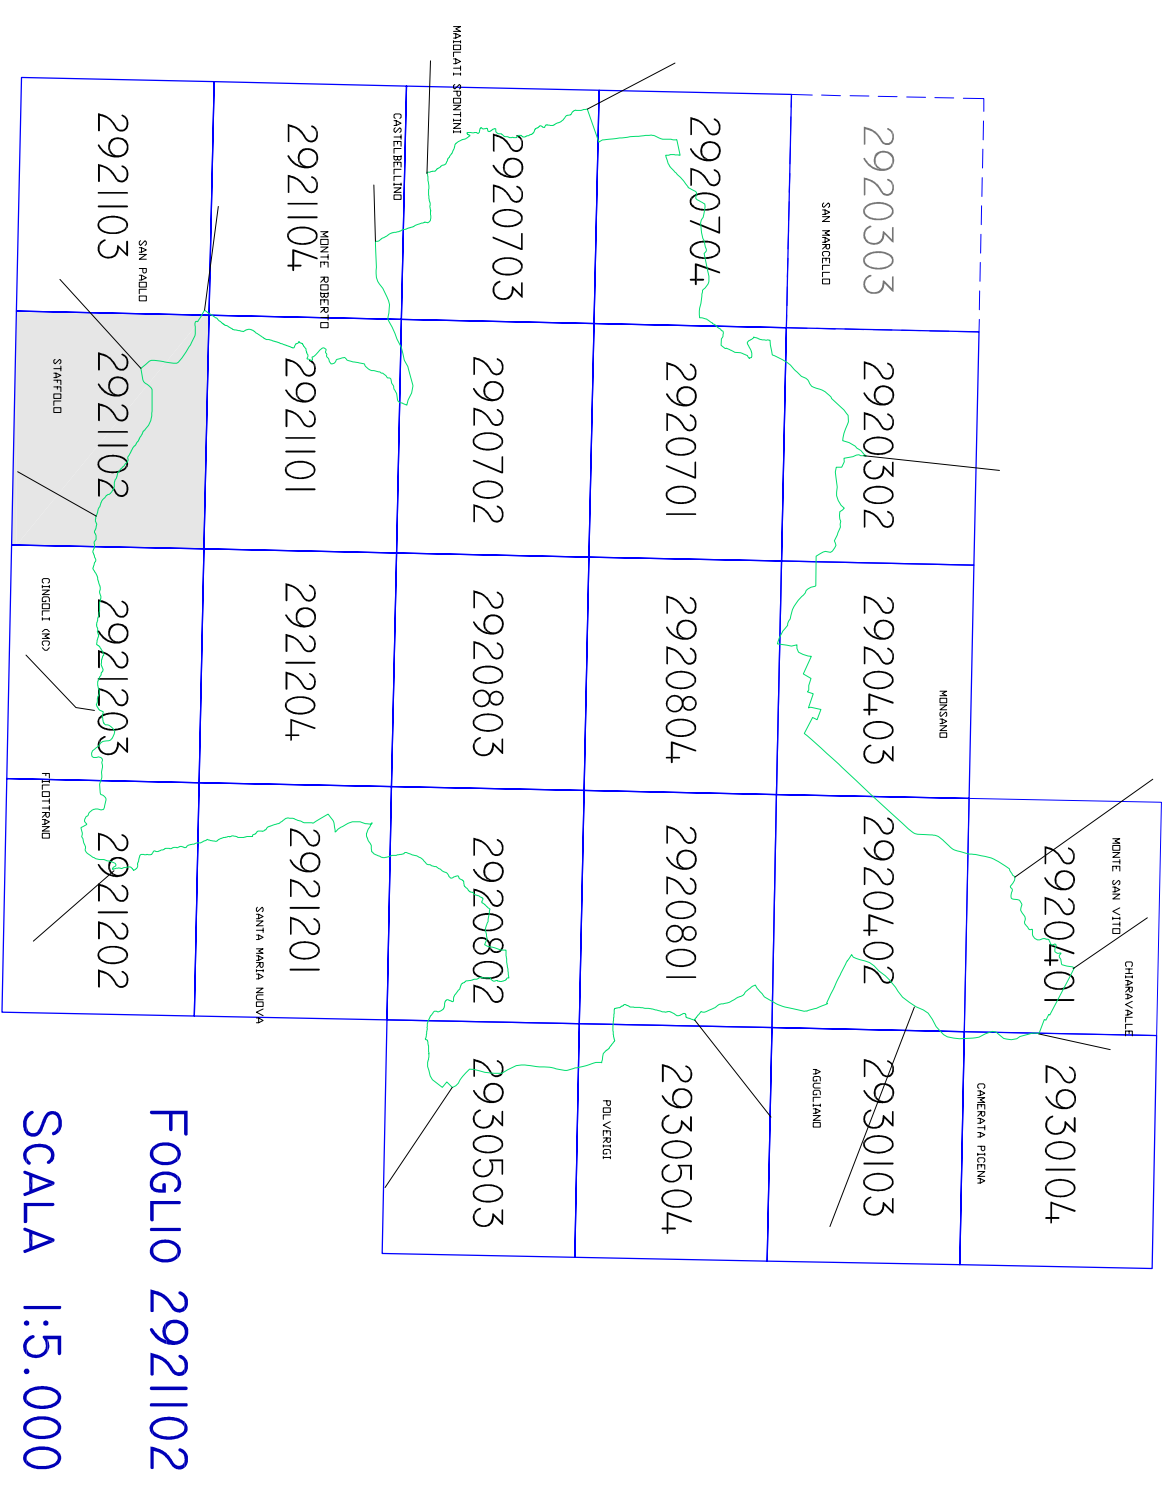 2920303
SAN MARCELLO
2920302
2920403
MONSANO
2920401
MONTE SAN VITO
CHIARAVALLE
2920704
2920701
2920804
2920402
2930104
CAMERATA PICENA
MAIOLATI SPONTINI
2920703
2920702
2920803
2920801
2930103
AGUGLIANO
CASTELBELLINO
2921104
MONTE ROBERTO
2921101
2921204
2920802
2930504
POLVERIGI
2921103
SAN PAOLO
2921102
STAFFOLO
2921203
CINGOLI (MC)
2921201
SANTA MARIA NUOVA
2930503
FILOTTRANO
2921202
FOGLIO 2921102
SCALA 1:5.000